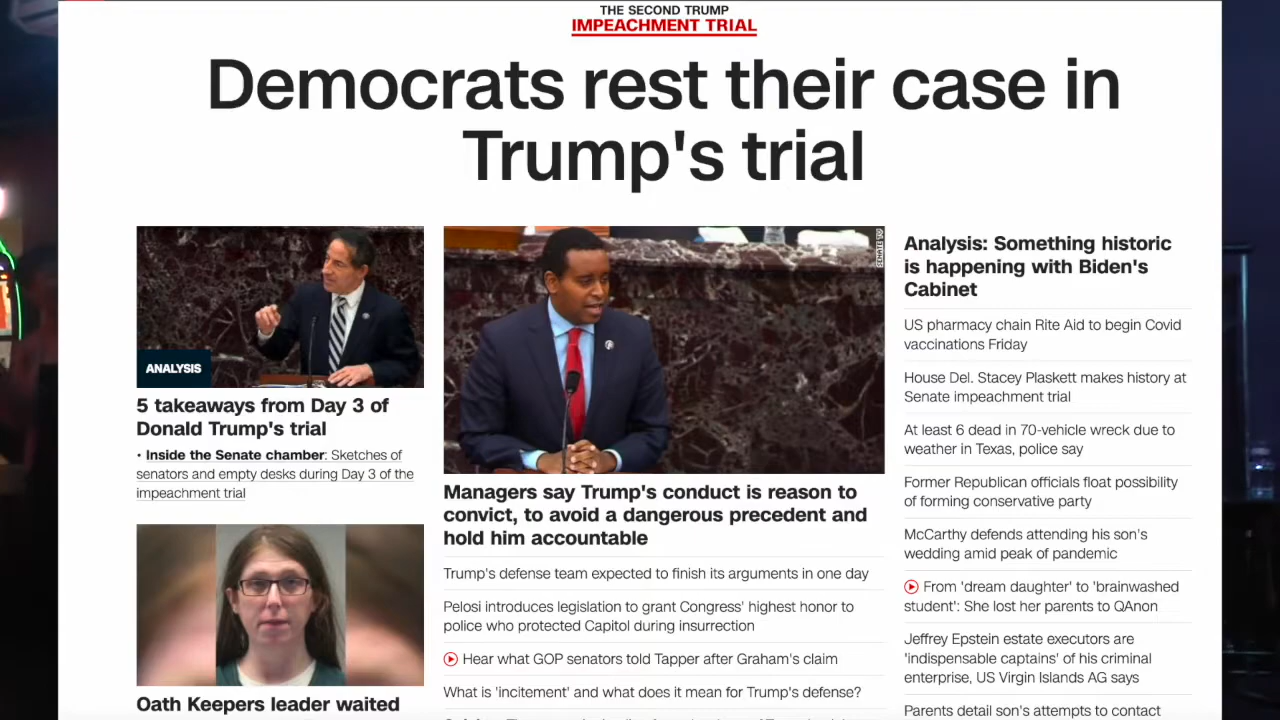 THE SECOND TRUMP
IMPEACHMENT TRIAL
Democrats rest their case in
Trump's trial
ANALYSIS
5 takeaways from Day 3 of
Donald Trump's trial
• Inside the Senate chamber: Sketches of
senators and empty desks during Day 3 of the
impeachment trial
Oath Keepers leader waited
SENATE TV
Managers say Trump's conduct is reason to
convict, to avoid a dangerous precedent and
hold him accountable
Trump's defense team expected to finish its arguments in one day
Pelosi introduces legislation to grant Congress' highest honor to
police who protected Capitol during insurrection
Hear what GOP senators told Tapper after Graham's claim
What is 'incitement' and what does it mean for Trump's defense?
Analysis: Something historic
is happening with Biden's
Cabinet
US pharmacy chain Rite Aid to begin Covid
vaccinations Friday
House Del. Stacey Plaskett makes history at
Senate impeachment trial
At least 6 dead in 70-vehicle wreck due to
weather in Texas, police say
Former Republican officials float possibility
of forming conservative party
McCarthy defends attending his son's
wedding amid peak of pandemic
From 'dream daughter' to 'brainwashed
student': She lost her parents to QAnon
Jeffrey Epstein estate executors are
'indispensable captains' of his criminal
enterprise, US Virgin Islands AG says
Parents detail son's attempts to contact